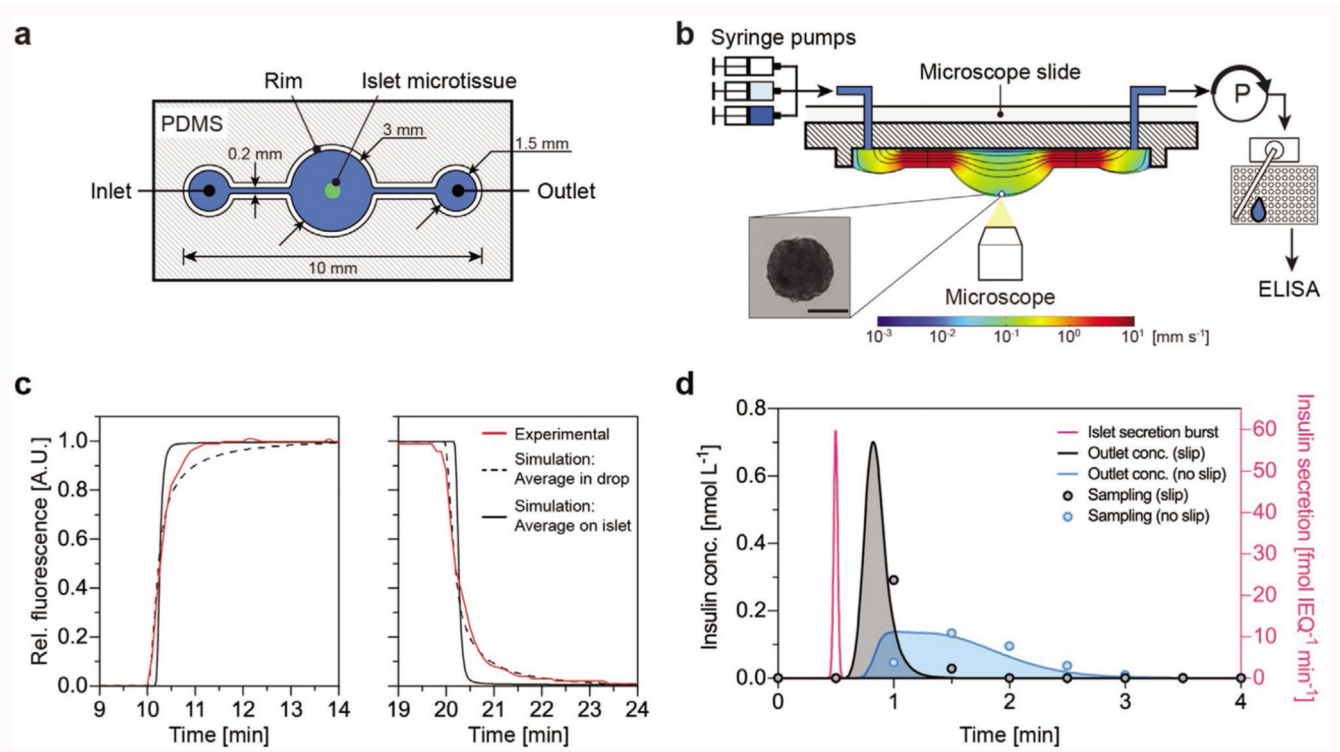 a
Rim
Islet microtissue
PDMS
3 mm
0.2 mm
1.5 mm
Inlet
Outlet
10 mm
b
Syringe pumps
Microscope slide
P
Microscope
ELISA
10⁻³ 10⁻² 10⁻¹ 10⁰ 10¹ [mm s⁻¹]
c
Rel. fluorescence [A.U.]
1.0
0.8
0.6
0.4
0.2
0.0
9 10 11 12 13 14
Time [min]
Experimental
Simulation:
Average in drop
Simulation:
Average on islet
19 20 21 22 23 24
Time [min]
d
Insulin conc. [nmol L⁻¹]
0.8
0.6
0.4
0.2
0.0
Islet secretion burst
Outlet conc. (slip)
Outlet conc. (no slip)
Sampling (slip)
Sampling (no slip)
60
50
40
30
20
10
0
Insulin secretion [fmol IEQ⁻¹ min⁻¹]
0 1 2 3 4
Time [min]